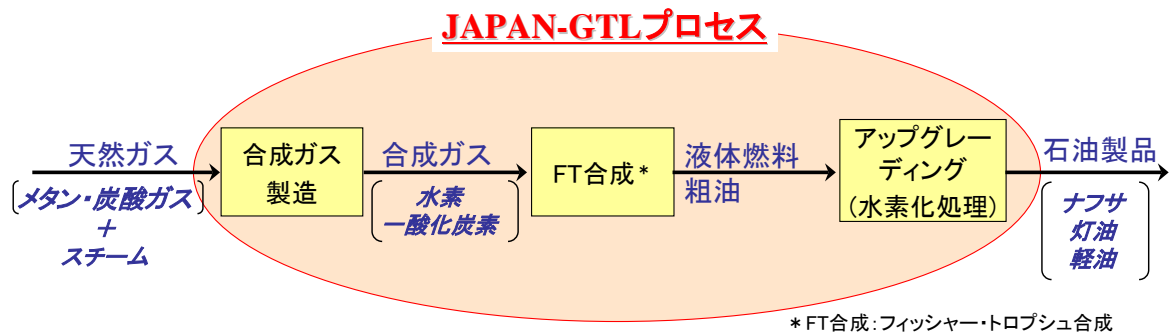 JAPAN-GTLプロセス
天然ガス
メタン・炭酸ガス
+
スチーム
合成ガス
製造
合成ガス
水素
一酸化炭素
FT合成*
液体燃料
粗油
アップグレー
ディング
(水素化処理)
石油製品
ナフサ
灯油
軽油
*FT合成:フィッシャー・トロプシュ合成